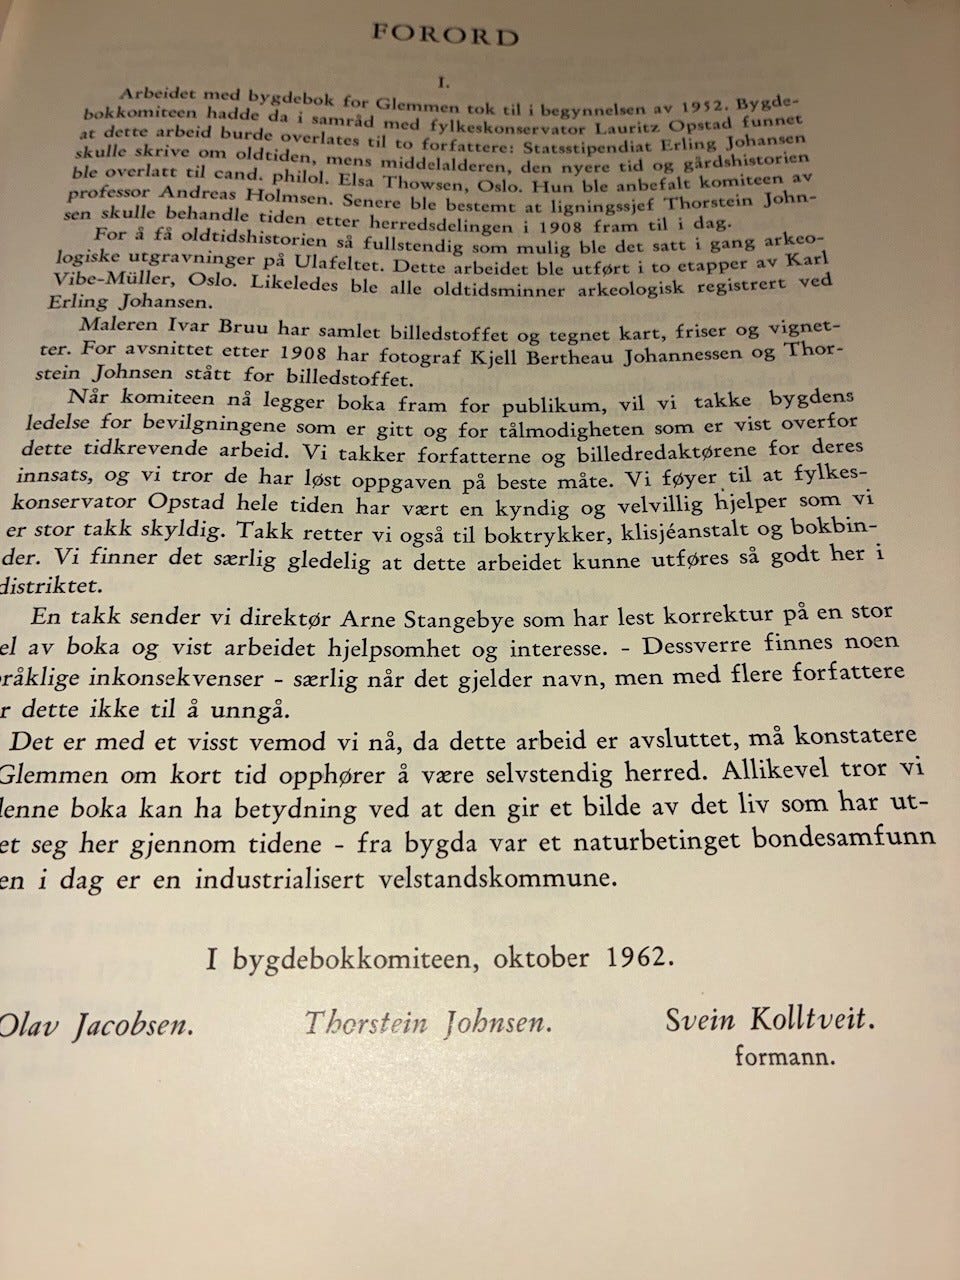 FORORD
I.
Arbeidet med bygdebok for Glemmen tok til i begynnelsen av 1952. Bygde-
bokkomiteen hadde da i samråd med fylkeskonservator Lauritz Opstad funnet
at dette arbeid burde overlates til to forfattere: Statsstipendiat Erling Johansen
skulle skrive om oldtiden, mens middelalderen, den nyere tid og gårdshistorien
ble overlatt til cand. philol. Elsa Thowsen, Oslo. Hun ble anbefalt komiteen av
professor Andreas Holmsen. Senere ble bestemt at ligningssjef Thorstein John-
sen skulle behandle tiden etter herredsdelingen i 1908 fram til i dag.
For å få oldtidshistorien så fullstendig som mulig ble det satt i gang arkeo-
logiske utgravninger på Ulafeltet. Dette arbeidet ble utført i to etapper av Karl
Vibe-Müller, Oslo. Likeledes ble alle oldtidsminner arkeologisk registrert ved
Erling Johansen.
Maleren Ivar Bruu har samlet billedstoffet og tegnet kart, friser og vignet-
ter. For avsnittet etter 1908 har fotograf Kjell Bertheau Johannessen og Thor-
stein Johnsen stått for billedstoffet.
Når komiteen nå legger boka fram for publikum, vil vi takke bygdens
ledelse for bevilgningene som er gitt og for tålmodigheten som er vist overfor
dette tidkrevende arbeid. Vi takker forfatterne og billedredaktørene for deres
innsats, og vi tror de har løst oppgaven på beste måte. Vi føyer til at fylkes-
konservator Opstad hele tiden har vært en kyndig og velvillig hjelper som vi
er stor takk skyldig. Takk retter vi også til boktrykker, klisjéanstalt og bokbin-
der. Vi finner det særlig gledelig at dette arbeidet kunne utføres så godt her i
distriktet.
En takk sender vi direktør Arne Stangebye som har lest korrektur på en stor
el av boka og vist arbeidet hjelpsomhet og interesse. - Dessverre finnes noen
råklige inkonsekvenser - særlig når det gjelder navn, men med flere forfattere
r dette ikke til å unngå.
Det er med et visst vemod vi nå, da dette arbeid er avsluttet, må konstatere
Glemmen om kort tid opphører å være selvstendig herred. Allikevel tror vi
denne boka kan ha betydning ved at den gir et bilde av det liv som har ut-
et seg her gjennom tidene - fra bygda var et naturbetinget bondesamfunn
en i dag er en industrialisert velstandskommune.
I bygdebokkomiteen, oktober 1962.
Olav Jacobsen. Thorstein Johnsen. Svein Kolltveit.
formann.